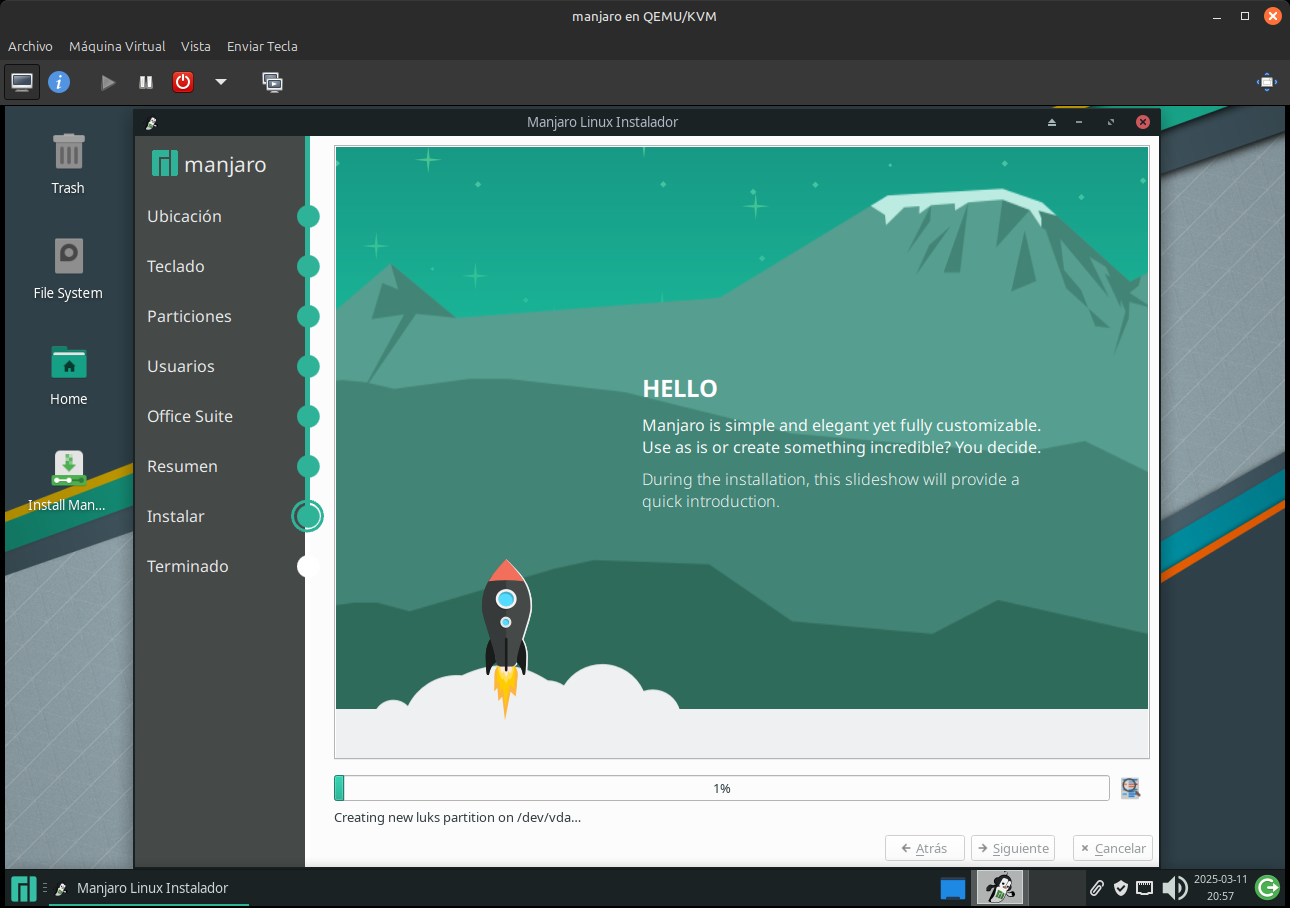 manjaro en QEMU/KVM
Archivo Máquina Virtual Vista Enviar Tecla
Manjaro Linux Instalador
manjaro
Trash
File System
Home
Install Man...
Ubicación
Teclado
Particiones
Usuarios
Office Suite
Resumen
Instalar
Terminado
HELLO
Manjaro is simple and elegant yet fully customizable.
Use as is or create something incredible? You decide.
During the installation, this slideshow will provide a
quick introduction.
1%
Creating new luks partition on /dev/vda...
Atrás Siguiente Cancelar
Manjaro Linux Instalador
2025-03-11
20:57